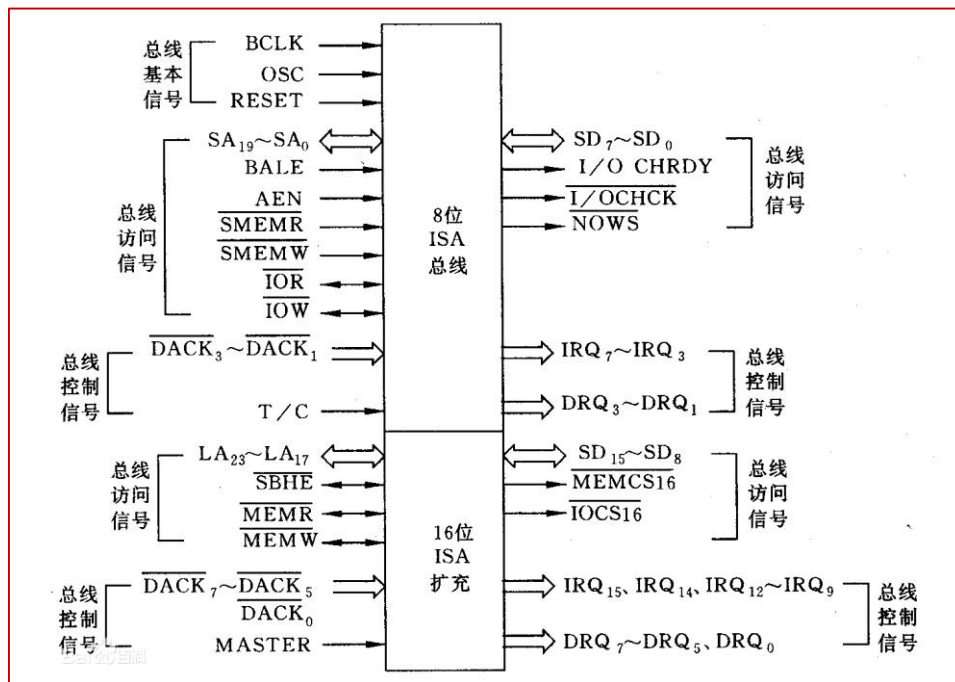 总线
基本
信号
BCLK
OSC
RESET
总线
访问
信号
SA₁₉～SA₀
BALE
AEN
SMEMR
SMEMW
IOR
IOW
总线
控制
信号
DACK₃～DACK₁
T/C
8位
ISA
总线
SD₇～SD₀
I/O CHRDY
I/OCHCK
NOWS
总线
访问
信号
IRQ₇～IRQ₃
DRQ₃～DRQ₁
总线
控制
信号
总线
访问
信号
LA₂₃～LA₁₇
SBHE
MEMR
MEMW
总线
控制
信号
DACK₇～DACK₅
DACK₀
MASTER
16位
ISA
扩充
SD₁₅～SD₈
MEMCS16
IOCS16
总线
访问
信号
IRQ₁₅、IRQ₁₄、IRQ₁₂～IRQ₉
DRQ₇～DRQ₅、DRQ₀
总线
控制
信号
Bai百科